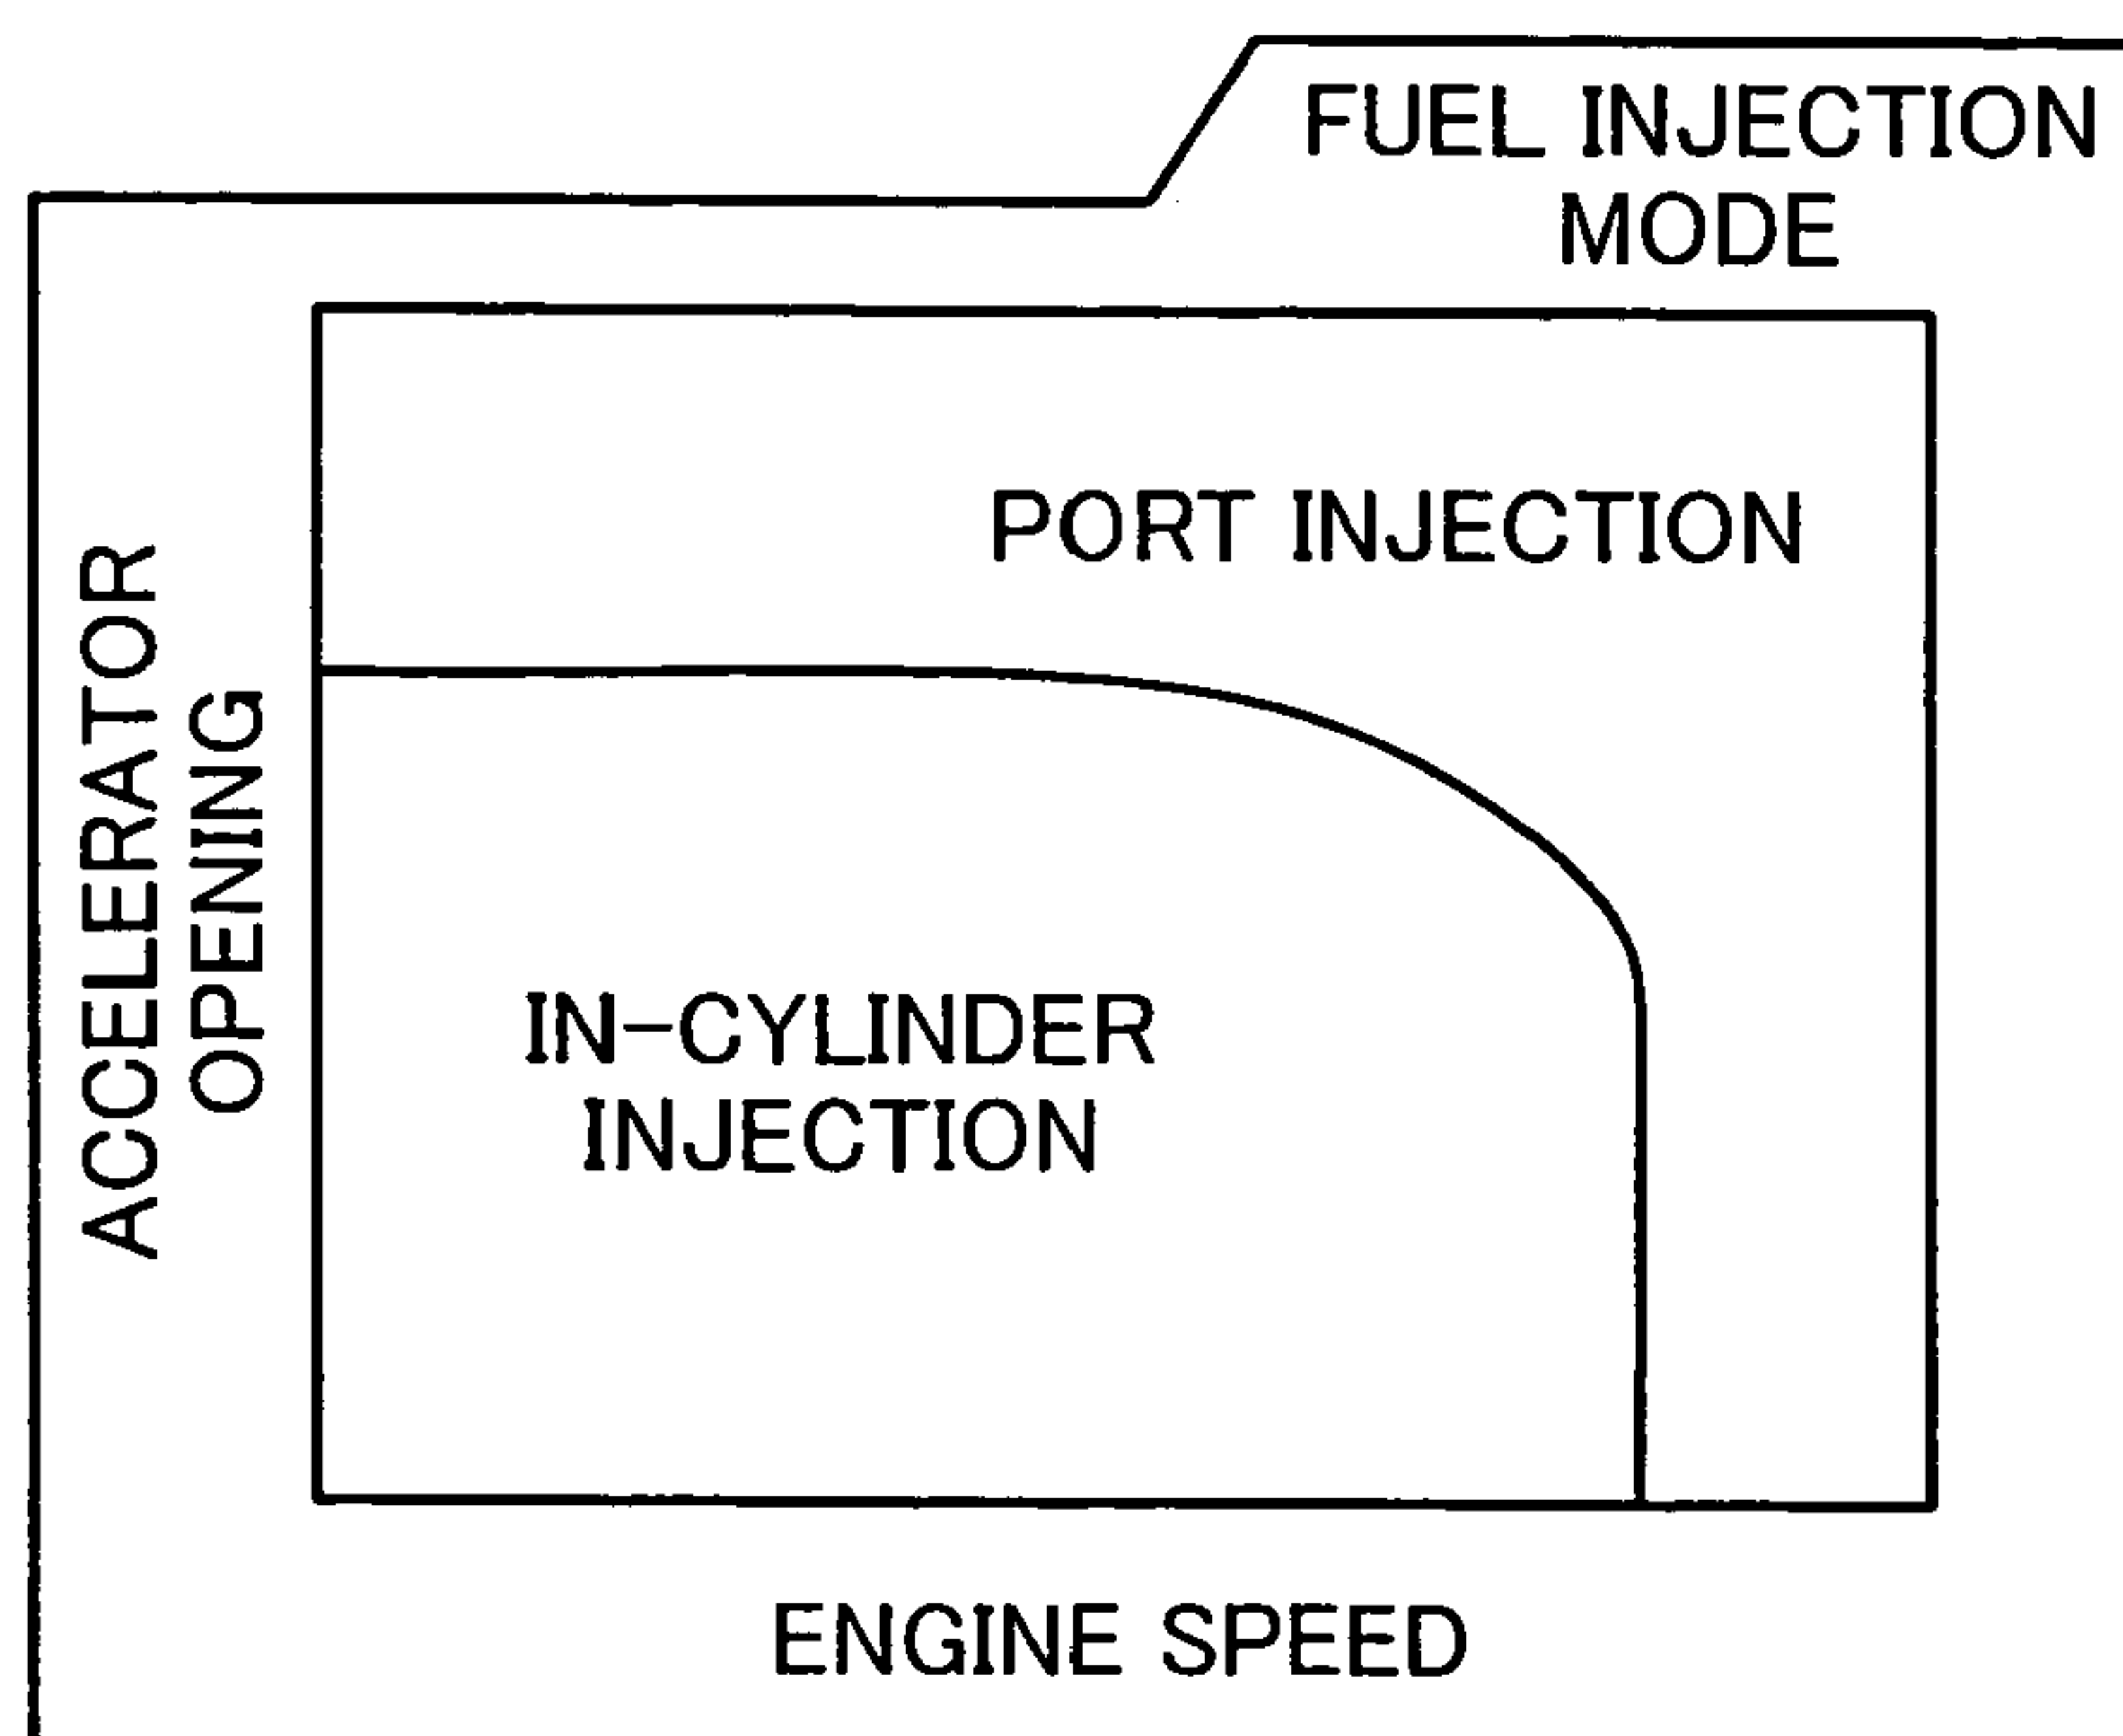 FUEL INJECTION
MODE
PORT INJECTION
ACCELERATOR
OPENING
IN-CYLINDER
INJECTION
ENGINE SPEED